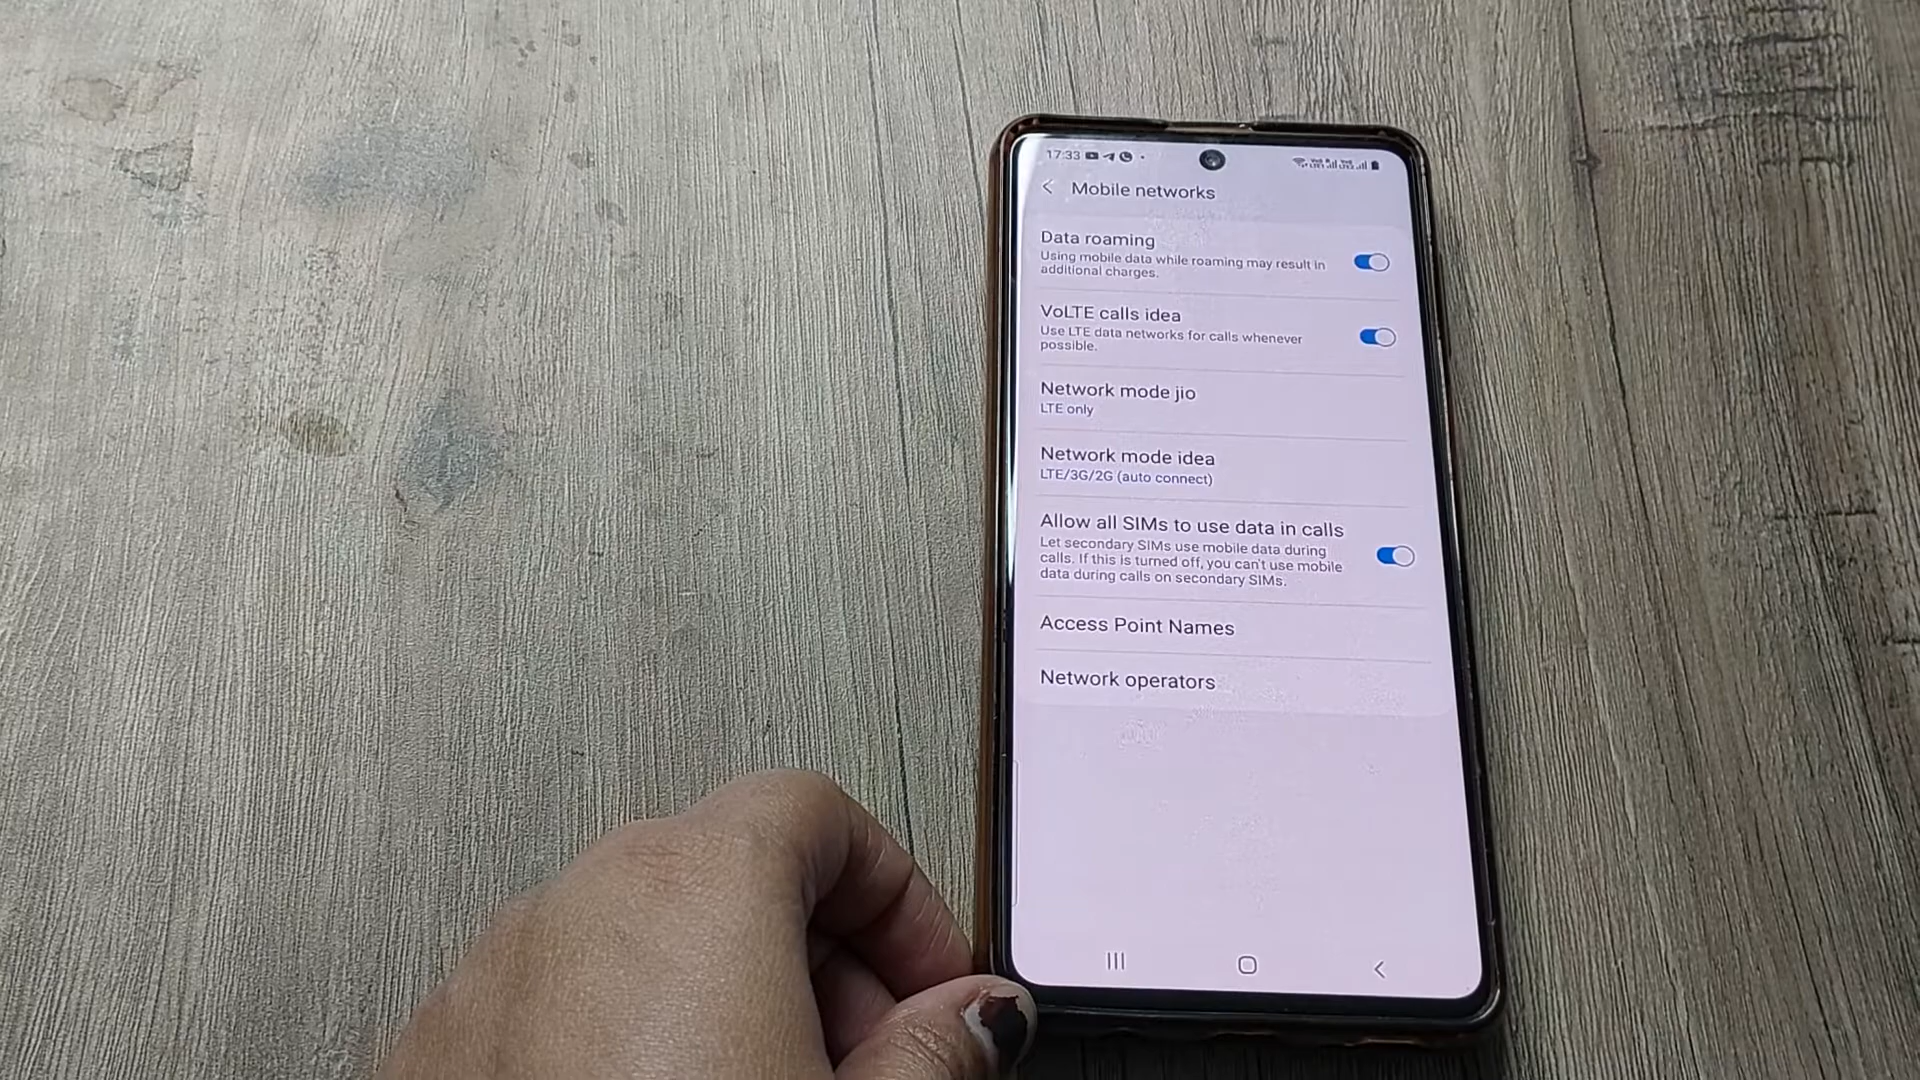 17:33
Mobile networks
Data roaming
Using mobile data while roaming may result in
additional charges.
VoLTE calls idea
Use LTE data networks for calls whenever
possible.
Network mode jio
LTE only
Network mode idea
LTE/3G/2G (auto connect)
Allow all SIMs to use data in calls
Let secondary SIMs use mobile data during
calls. If this is turned off, you can't use mobile
data during calls on secondary SIMs.
Access Point Names
Network operators